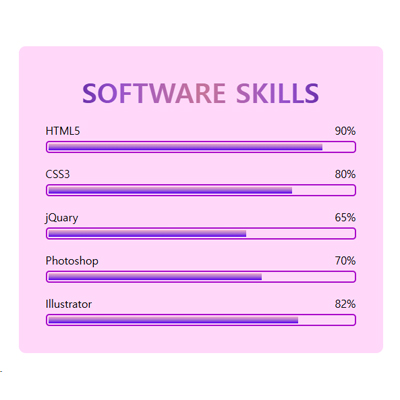 SOFTWARE SKILLS
HTML5 90%
CSS3 80%
jQuary 65%
Photoshop 70%
Illustrator 82%